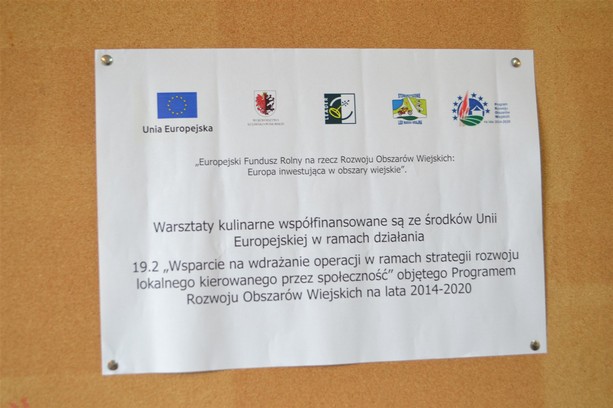 Unia Europejska
LEADER
„Europejski Fundusz Rolny na rzecz Rozwoju Obszarów Wiejskich:
Europa inwestująca w obszary wiejskie”.
Warsztaty kulinarne współfinansowane są ze środków Unii
Europejskiej w ramach działania
19.2 „Wsparcie na wdrażanie operacji w ramach strategii rozwoju
lokalnego kierowanego przez społeczność” objętego Programem
Rozwoju Obszarów Wiejskich na lata 2014-2020